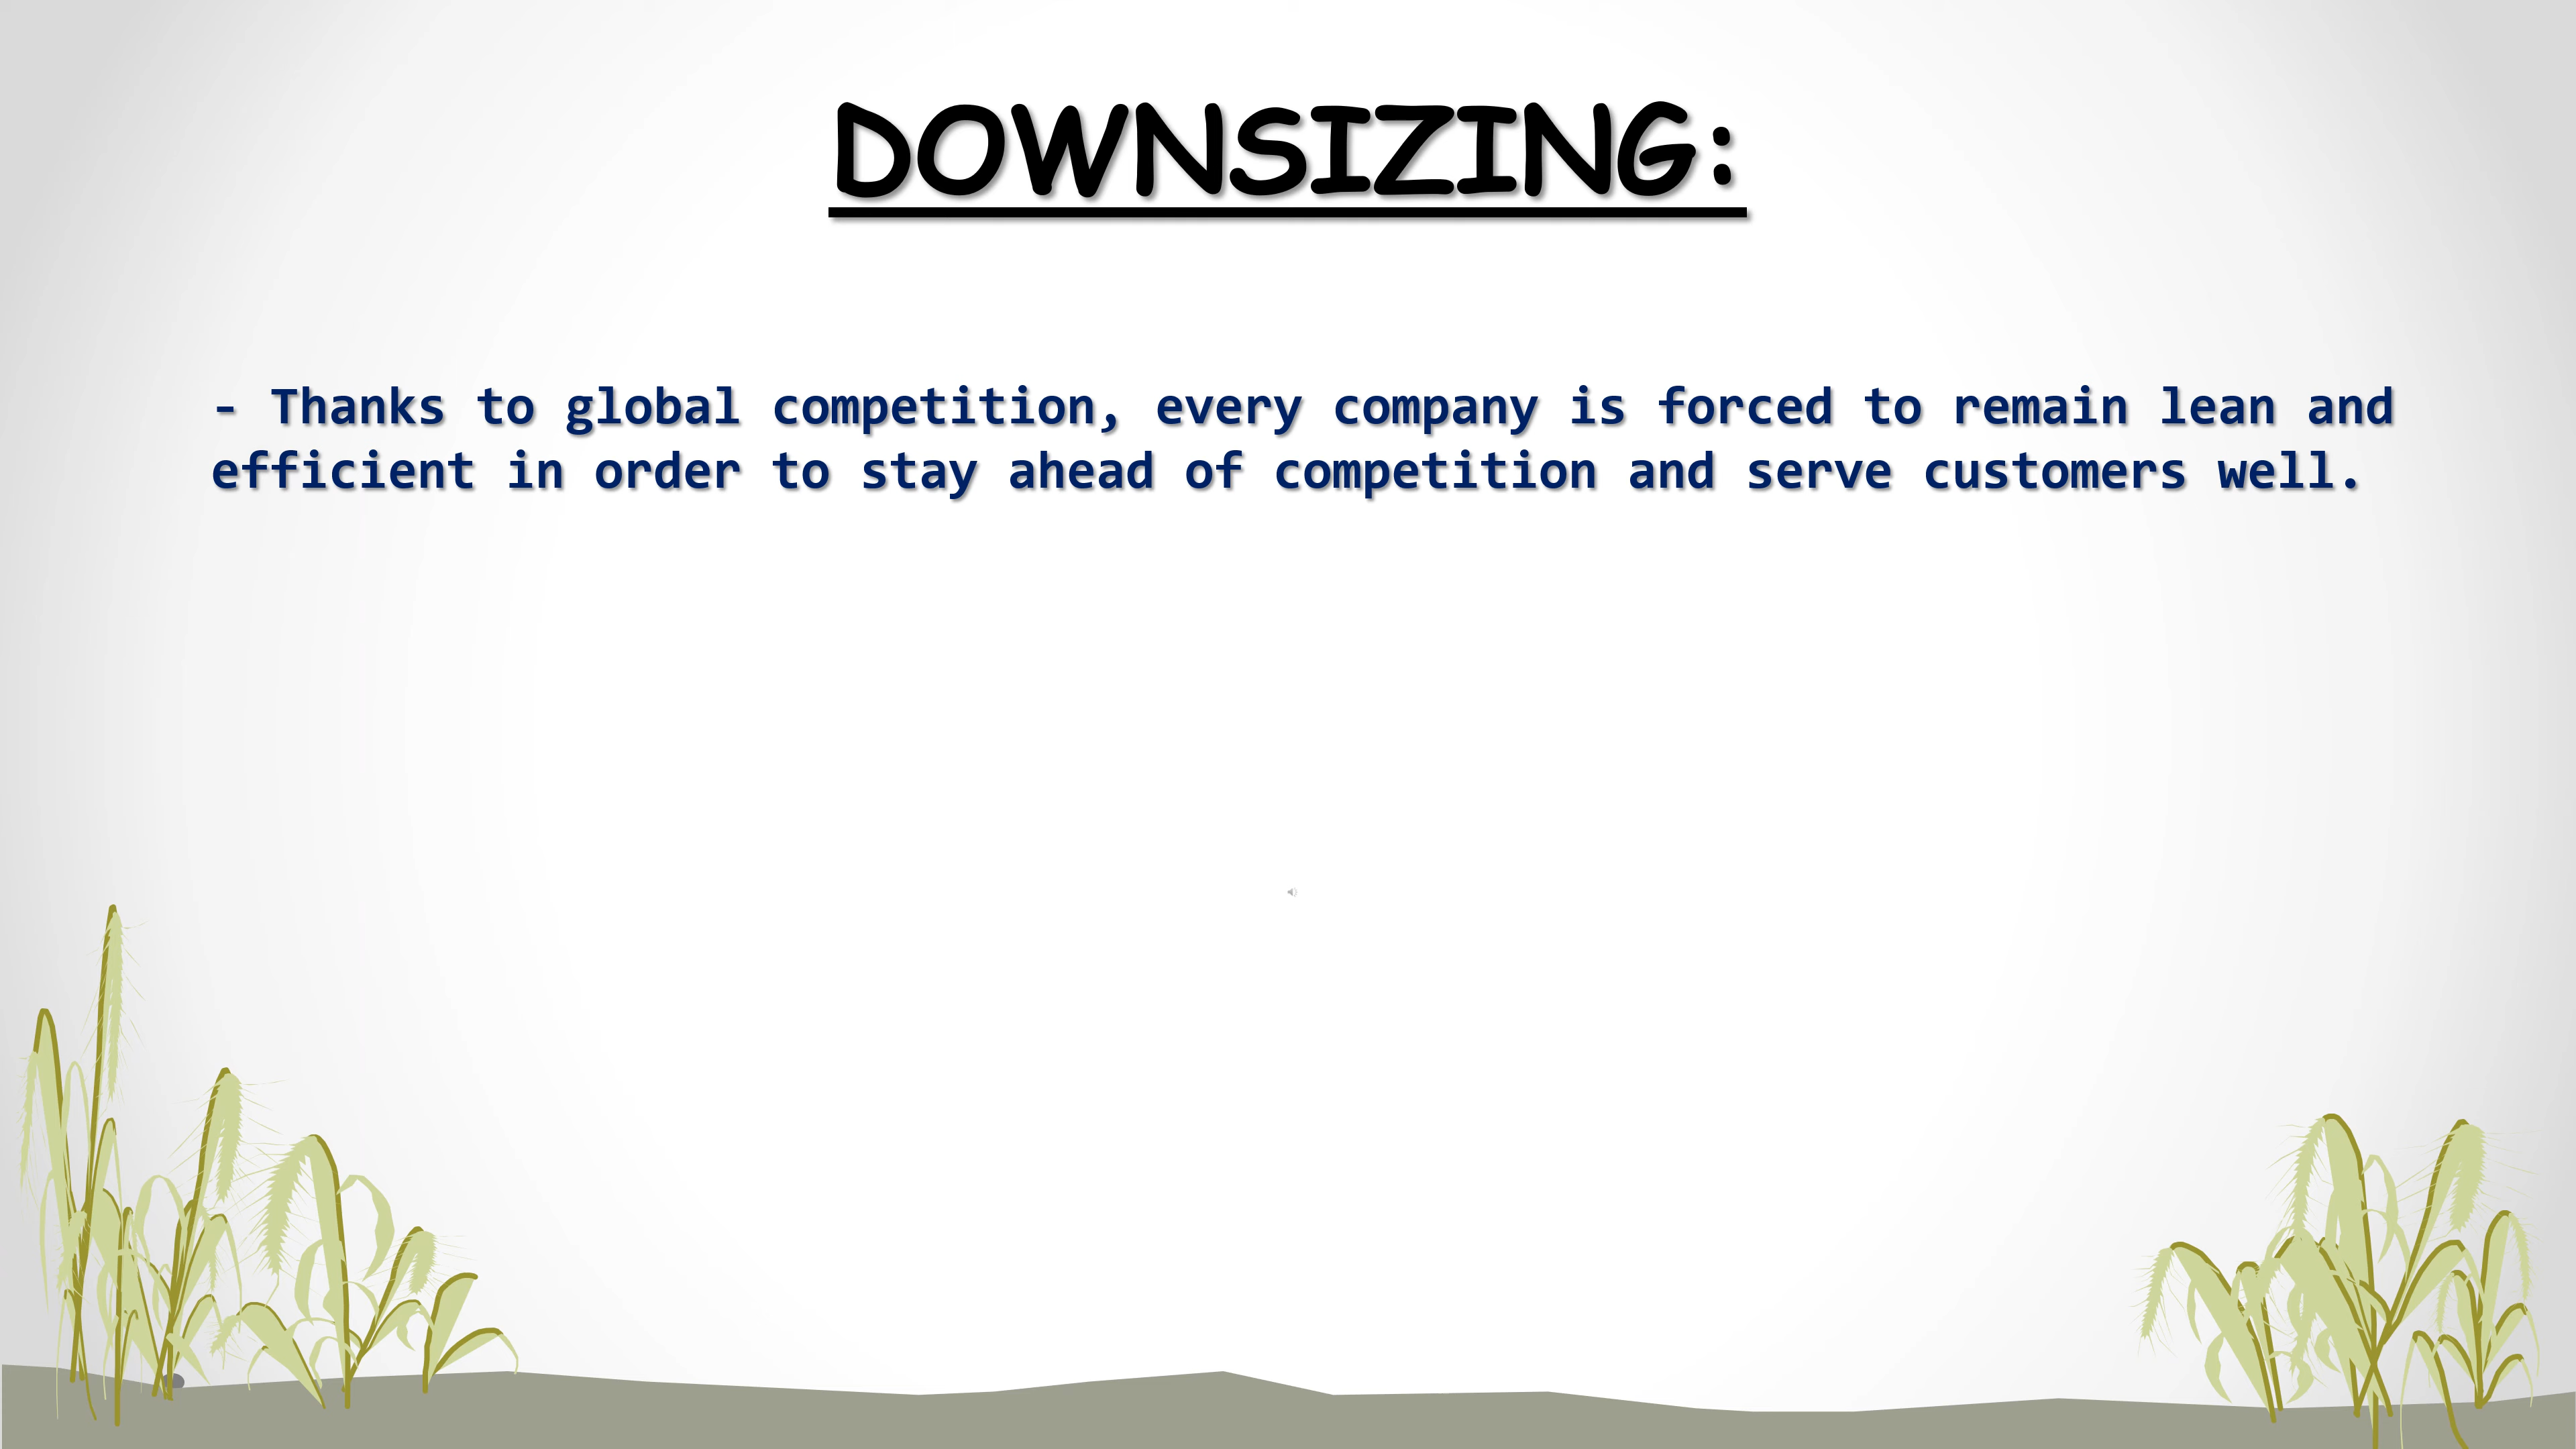 DOWNSIZING:
- Thanks to global competition, every company is forced to remain lean and
efficient in order to stay ahead of competition and serve customers well.